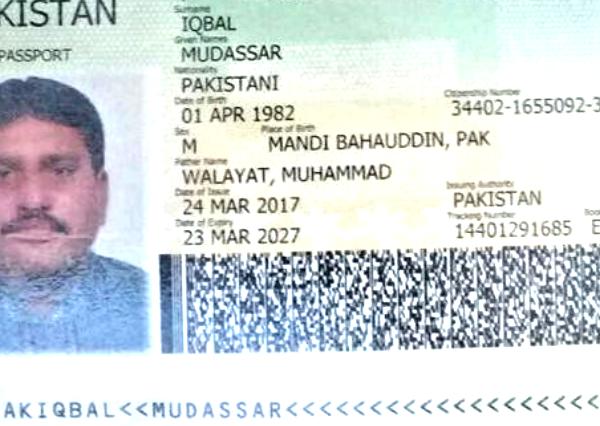 KISTAN
PASSPORT
Surname
IQBAL
Given Names
MUDASSAR
Nationality
PAKISTANI
Date of Birth
01 APR 1982
Citizenship Number
34402-1655092-3
Sex
M
Place of Birth
MANDI BAHAUDDIN, PAK
Father Name
WALAYAT, MUHAMMAD
Date of Issue
24 MAR 2017
Issuing Authority
PAKISTAN
Date of Expiry
23 MAR 2027
Tracking Number
14401291685
AKIQBAL<<MUDASSAR<<<<<<<<<<<<<<<<<<<<